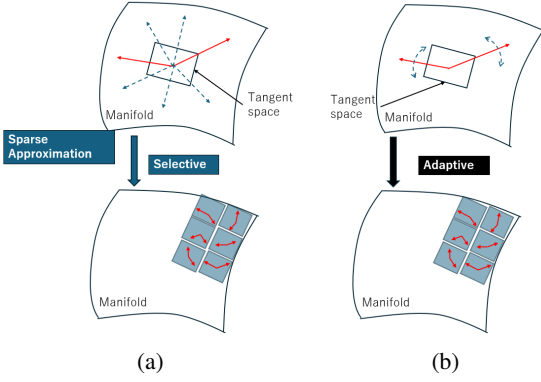 Tangent
space
Manifold
Sparse
Approximation
Selective
Manifold
(a)
Tangent
space
Manifold
Adaptive
Manifold
(b)